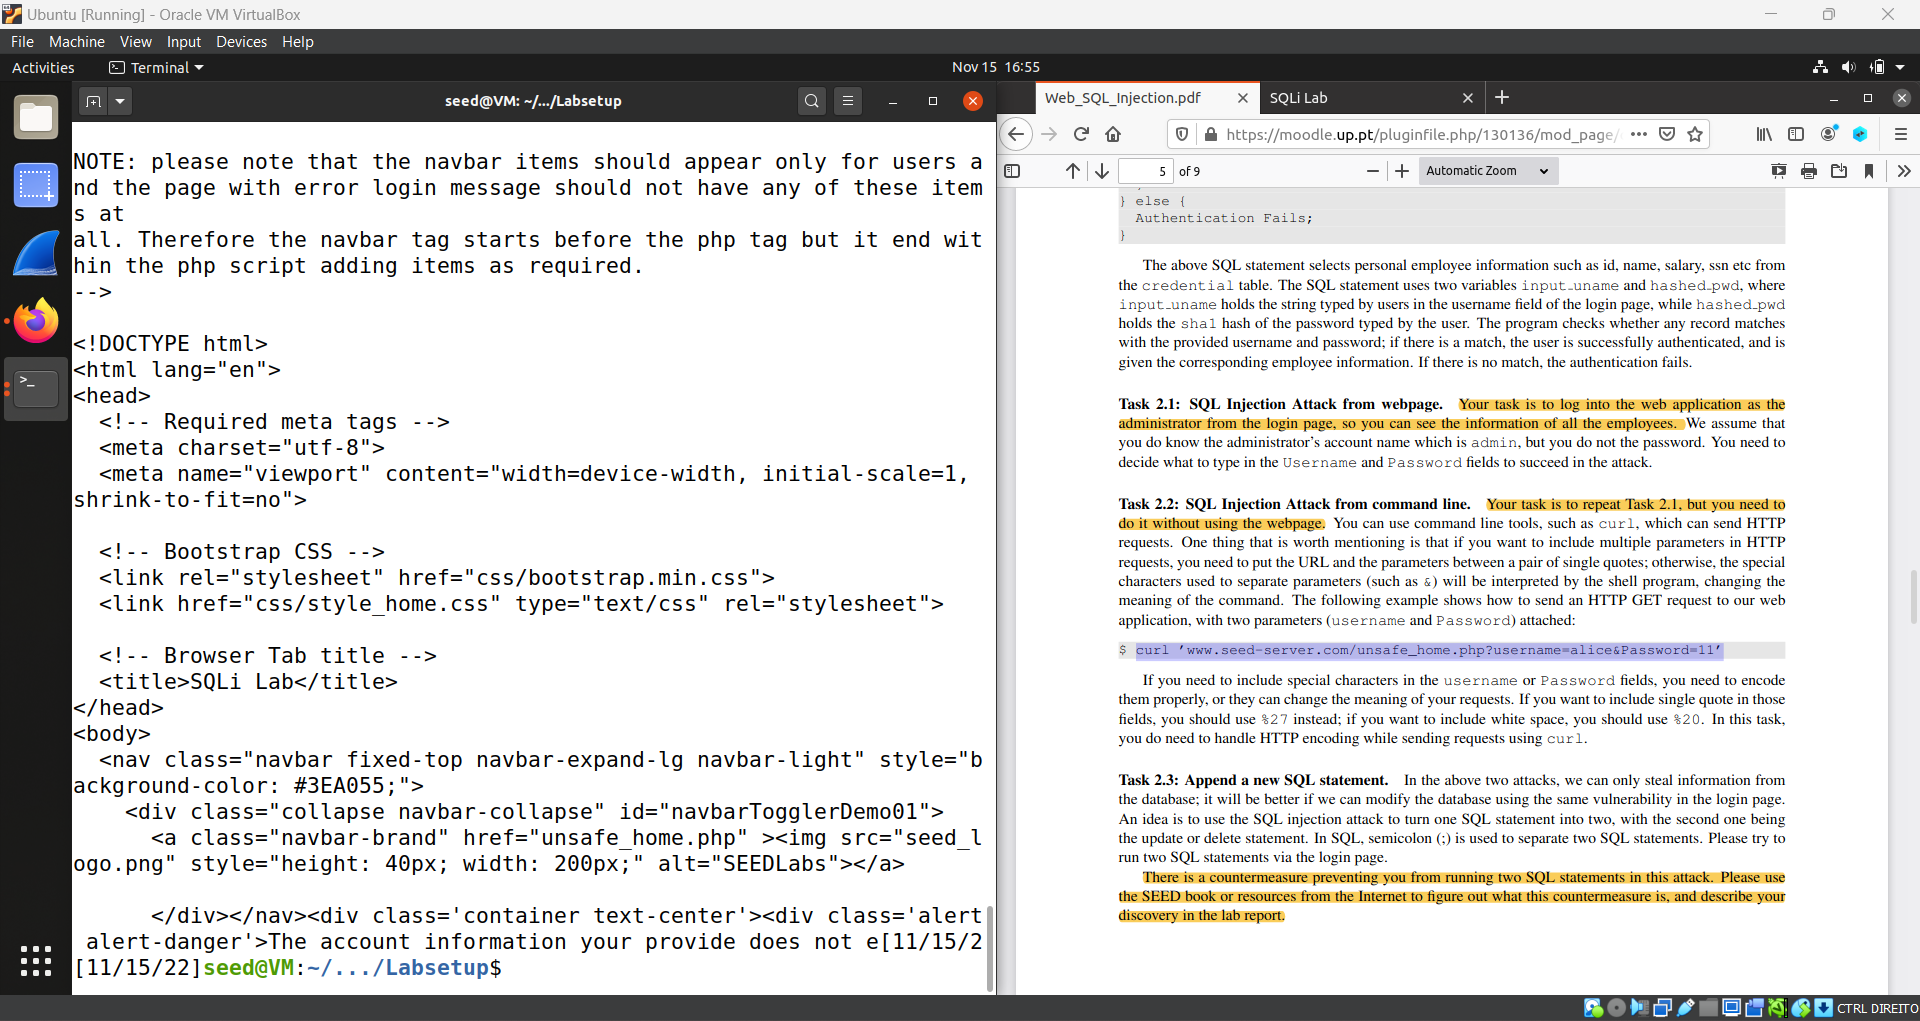 Ubuntu [Running] - Oracle VM VirtualBox
File Machine View Input Devices Help
Activities Terminal Nov 15 16:55
seed@VM: ~/.../Labsetup
NOTE: please note that the navbar items should appear only for users a
nd the page with error login message should not have any of these item
s at
all. Therefore the navbar tag starts before the php tag but it end wit
hin the php script adding items as required.
-->
<!DOCTYPE html>
<html lang="en">
<head>
  <!-- Required meta tags -->
  <meta charset="utf-8">
  <meta name="viewport" content="width=device-width, initial-scale=1,
shrink-to-fit=no">
  <!-- Bootstrap CSS -->
  <link rel="stylesheet" href="css/bootstrap.min.css">
  <link href="css/style_home.css" type="text/css" rel="stylesheet">
  <!-- Browser Tab title -->
  <title>SQLi Lab</title>
</head>
<body>
  <nav class="navbar fixed-top navbar-expand-lg navbar-light" style="b
ackground-color: #3EA055;">
    <div class="collapse navbar-collapse" id="navbarTogglerDemo01">
      <a class="navbar-brand" href="unsafe_home.php" ><img src="seed_l
ogo.png" style="height: 40px; width: 200px;" alt="SEEDLabs"></a>
      </div></nav><div class='container text-center'><div class='alert
 alert-danger'>The account information your provide does not e[11/15/2
[11/15/22]seed@VM:~/.../Labsetup$
Web_SQL_Injection.pdf SQLi Lab
https://moodle.up.pt/pluginfile.php/130136/mod_page/
5 of 9 Automatic Zoom
} else {
  Authentication Fails;
}
The above SQL statement selects personal employee information such as id, name, salary, ssn etc from
the credential table. The SQL statement uses two variables input_uname and hashed_pwd, where
input_uname holds the string typed by users in the username field of the login page, while hashed_pwd
holds the sha1 hash of the password typed by the user. The program checks whether any record matches
with the provided username and password; if there is a match, the user is successfully authenticated, and is
given the corresponding employee information. If there is no match, the authentication fails.
Task 2.1: SQL Injection Attack from webpage. Your task is to log into the web application as the
administrator from the login page, so you can see the information of all the employees. We assume that
you do know the administrator's account name which is admin, but you do not the password. You need to
decide what to type in the Username and Password fields to succeed in the attack.
Task 2.2: SQL Injection Attack from command line. Your task is to repeat Task 2.1, but you need to
do it without using the webpage. You can use command line tools, such as curl, which can send HTTP
requests. One thing that is worth mentioning is that if you want to include multiple parameters in HTTP
requests, you need to put the URL and the parameters between a pair of single quotes; otherwise, the special
characters used to separate parameters (such as &) will be interpreted by the shell program, changing the
meaning of the command. The following example shows how to send an HTTP GET request to our web
application, with two parameters (username and Password) attached:
$ curl 'www.seed-server.com/unsafe_home.php?username=alice&Password=11'
If you need to include special characters in the username or Password fields, you need to encode
them properly, or they can change the meaning of your requests. If you want to include single quote in those
fields, you should use %27 instead; if you want to include white space, you should use %20. In this task,
you do need to handle HTTP encoding while sending requests using curl.
Task 2.3: Append a new SQL statement. In the above two attacks, we can only steal information from
the database; it will be better if we can modify the database using the same vulnerability in the login page.
An idea is to use the SQL injection attack to turn one SQL statement into two, with the second one being
the update or delete statement. In SQL, semicolon (;) is used to separate two SQL statements. Please try to
run two SQL statements via the login page.
There is a countermeasure preventing you from running two SQL statements in this attack. Please use
the SEED book or resources from the Internet to figure out what this countermeasure is, and describe your
discovery in the lab report.
CTRL DIREITO